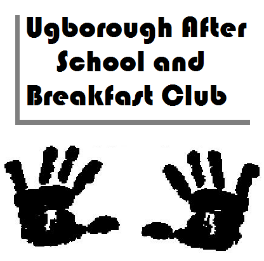 Ugborough After
School and
Breakfast Club